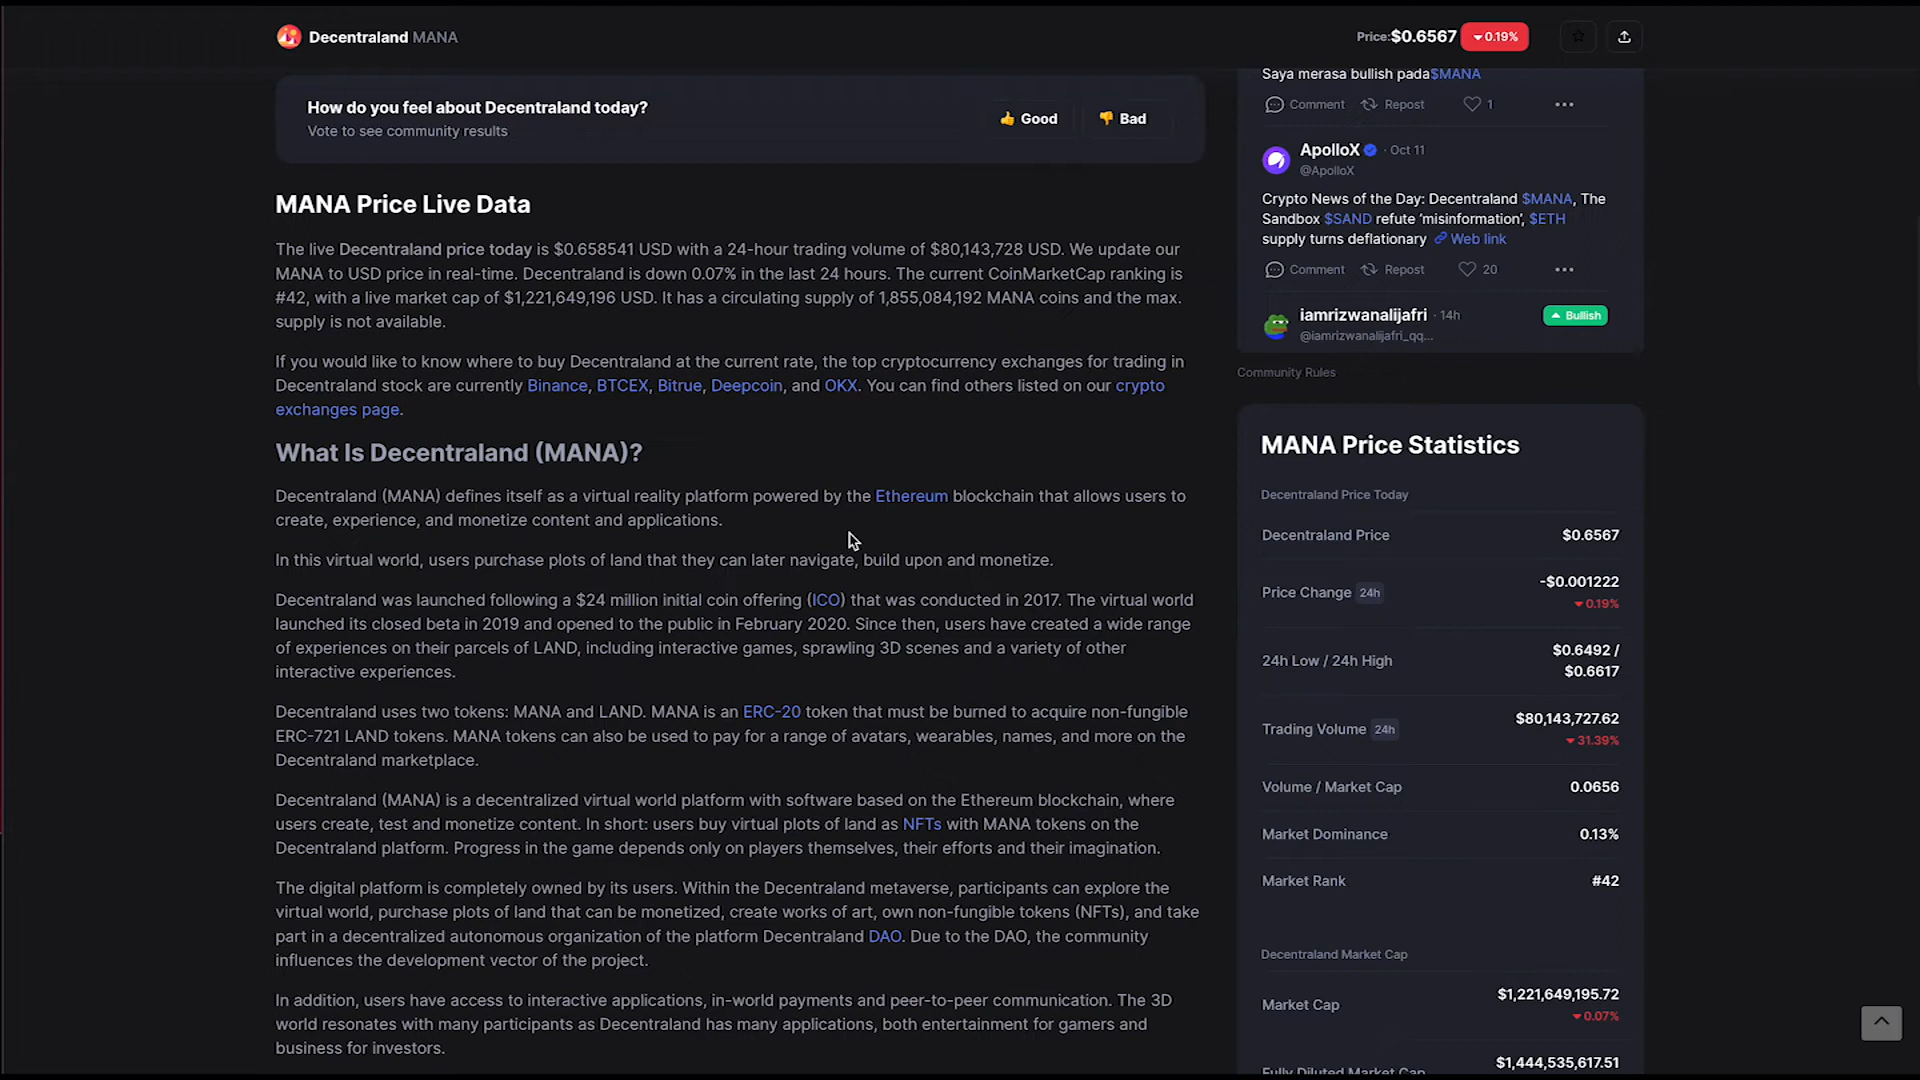 Decentraland MANA
Price:$0.6567 0.19%
How do you feel about Decentraland today?
Vote to see community results
👍 Good
👎 Bad
MANA Price Live Data
The live Decentraland price today is $0.658541 USD with a 24-hour trading volume of $80,143,728 USD. We update our
MANA to USD price in real-time. Decentraland is down 0.07% in the last 24 hours. The current CoinMarketCap ranking is
#42, with a live market cap of $1,221,649,196 USD. It has a circulating supply of 1,855,084,192 MANA coins and the max.
supply is not available.
If you would like to know where to buy Decentraland at the current rate, the top cryptocurrency exchanges for trading in
Decentraland stock are currently Binance, BTCEX, Bitrue, Deepcoin, and OKX. You can find others listed on our crypto
exchanges page.
What Is Decentraland (MANA)?
Decentraland (MANA) defines itself as a virtual reality platform powered by the Ethereum blockchain that allows users to
create, experience, and monetize content and applications.
In this virtual world, users purchase plots of land that they can later navigate, build upon and monetize.
Decentraland was launched following a $24 million initial coin offering (ICO) that was conducted in 2017. The virtual world
launched its closed beta in 2019 and opened to the public in February 2020. Since then, users have created a wide range
of experiences on their parcels of LAND, including interactive games, sprawling 3D scenes and a variety of other
interactive experiences.
Decentraland uses two tokens: MANA and LAND. MANA is an ERC-20 token that must be burned to acquire non-fungible
ERC-721 LAND tokens. MANA tokens can also be used to pay for a range of avatars, wearables, names, and more on the
Decentraland marketplace.
Decentraland (MANA) is a decentralized virtual world platform with software based on the Ethereum blockchain, where
users create, test and monetize content. In short: users buy virtual plots of land as NFTs with MANA tokens on the
Decentraland platform. Progress in the game depends only on players themselves, their efforts and their imagination.
The digital platform is completely owned by its users. Within the Decentraland metaverse, participants can explore the
virtual world, purchase plots of land that can be monetized, create works of art, own non-fungible tokens (NFTs), and take
part in a decentralized autonomous organization of the platform Decentraland DAO. Due to the DAO, the community
influences the development vector of the project.
In addition, users have access to interactive applications, in-world payments and peer-to-peer communication. The 3D
world resonates with many participants as Decentraland has many applications, both entertainment for gamers and
business for investors.
Saya merasa bullish pada$MANA
Comment Repost 1
ApolloX · Oct 11
@ApolloX
Crypto News of the Day: Decentraland $MANA, The
Sandbox $SAND refute ‘misinformation’, $ETH
supply turns deflationary Web link
Comment Repost 20
iamrizwanalijafri · 14h Bullish
@iamrizwanalijafri_qq...
Community Rules
MANA Price Statistics
Decentraland Price Today
Decentraland Price $0.6567
Price Change 24h -$0.001222
0.19%
24h Low / 24h High $0.6492 /
$0.6617
Trading Volume 24h $80,143,727.62
31.39%
Volume / Market Cap 0.0656
Market Dominance 0.13%
Market Rank #42
Decentraland Market Cap
Market Cap $1,221,649,195.72
0.07%
Fully Diluted Market Cap $1,444,535,617.51